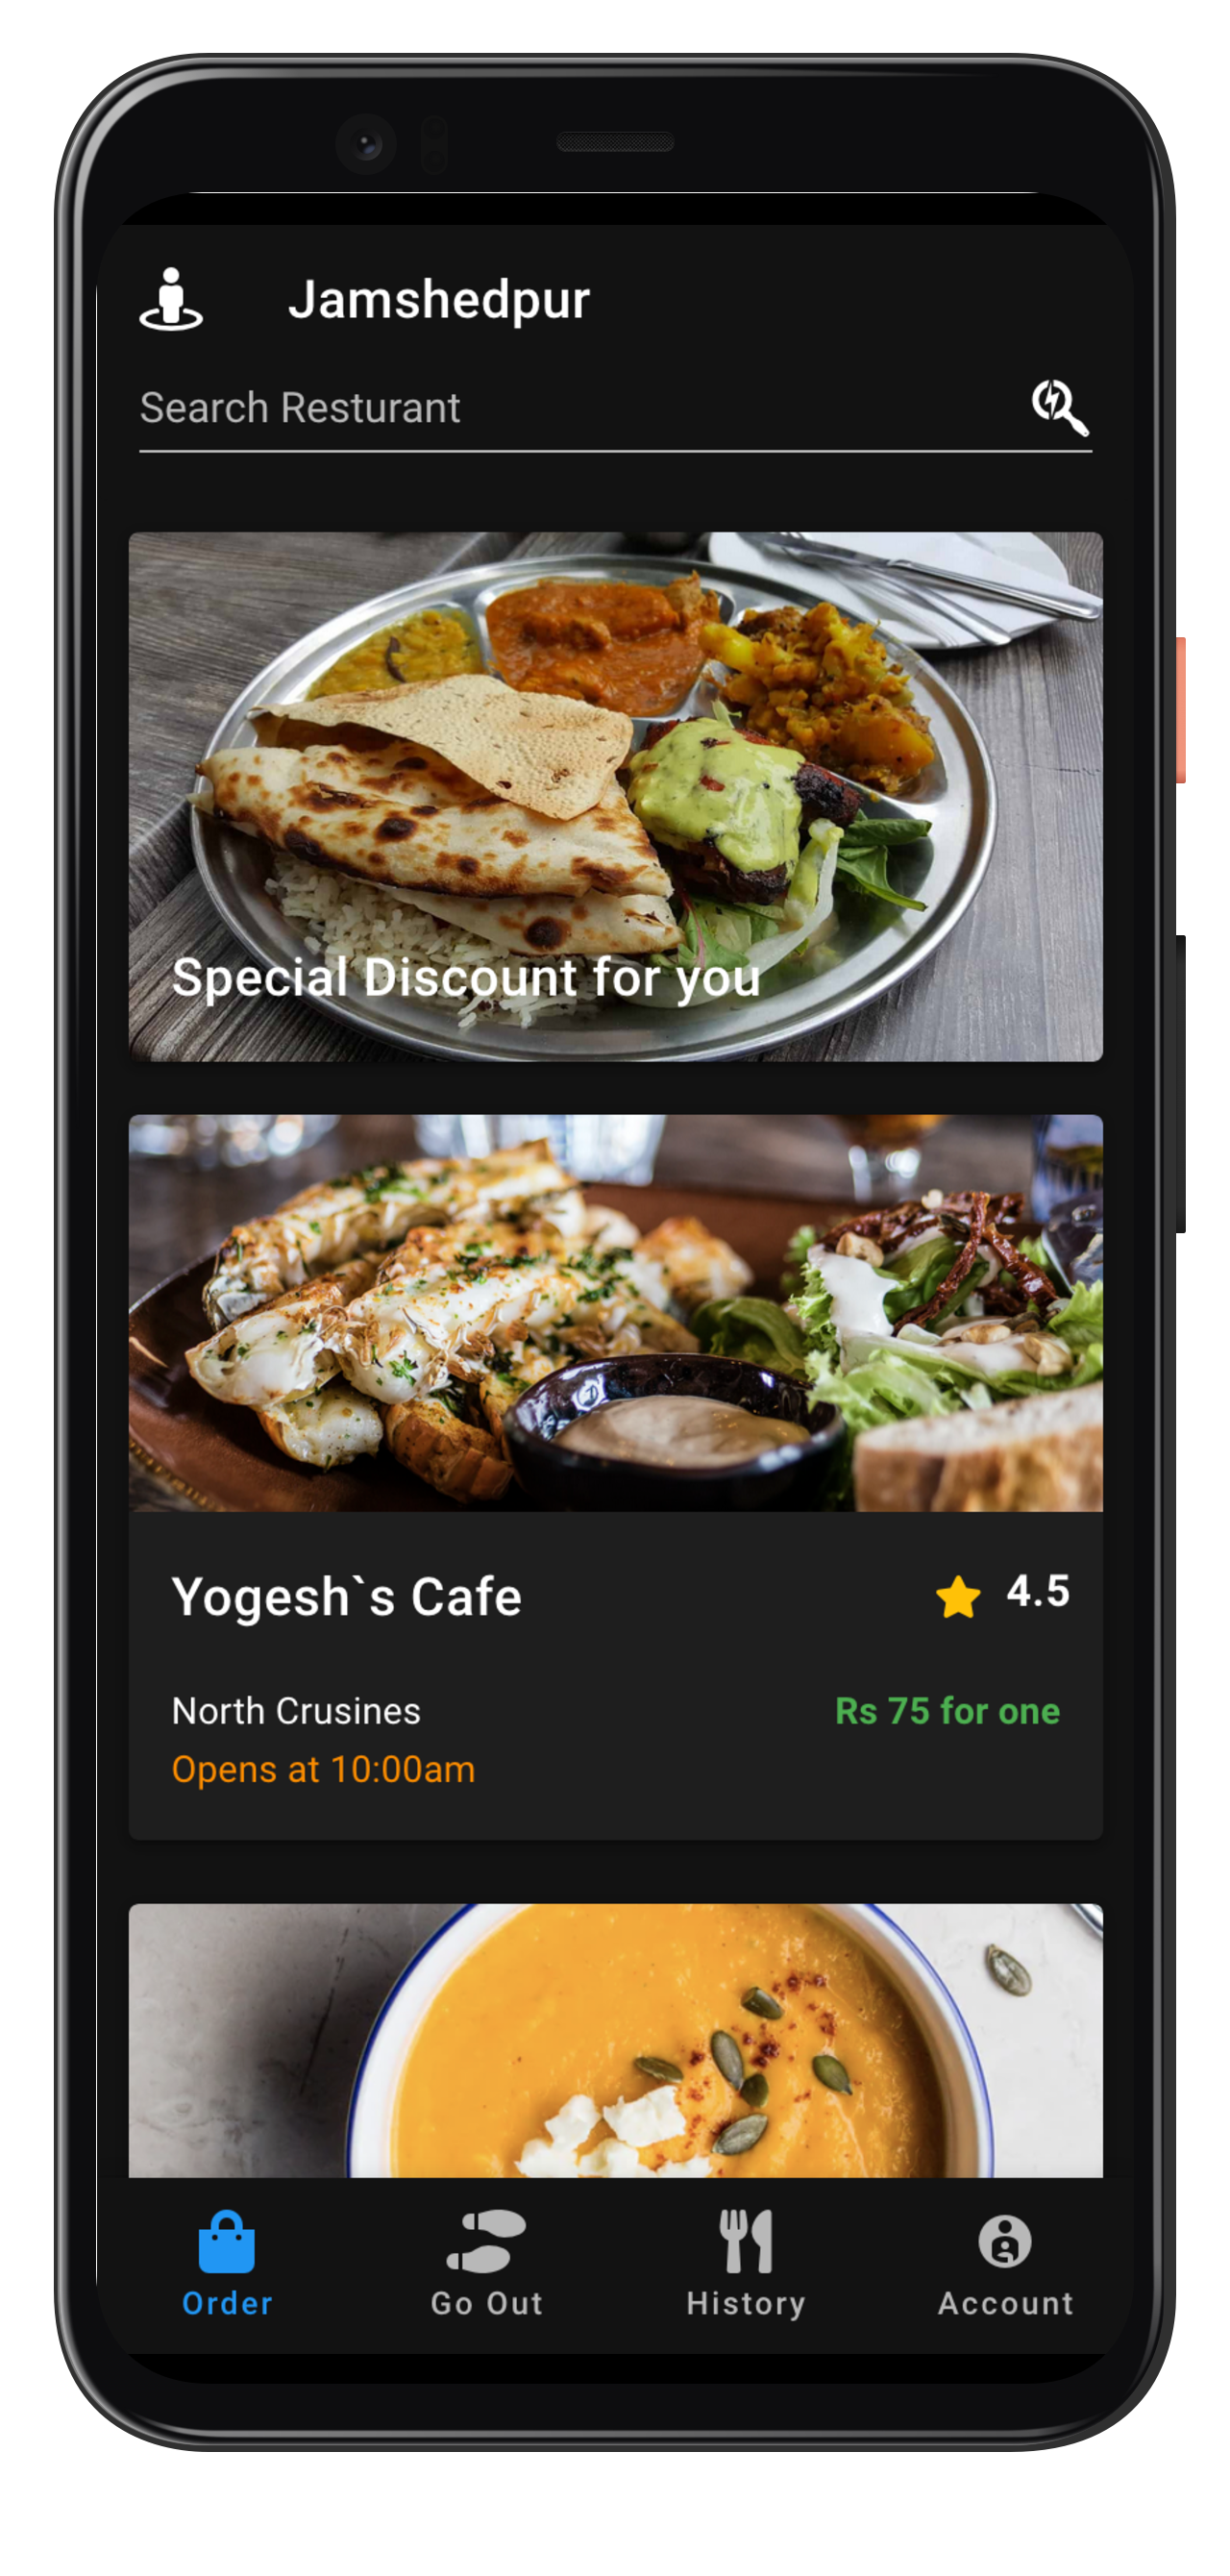 Jamshedpur
Search Resturant
Special Discount for you
Yogesh`s Cafe
4.5
North Crusines
Rs 75 for one
Opens at 10:00am
Order
Go Out
History
Account